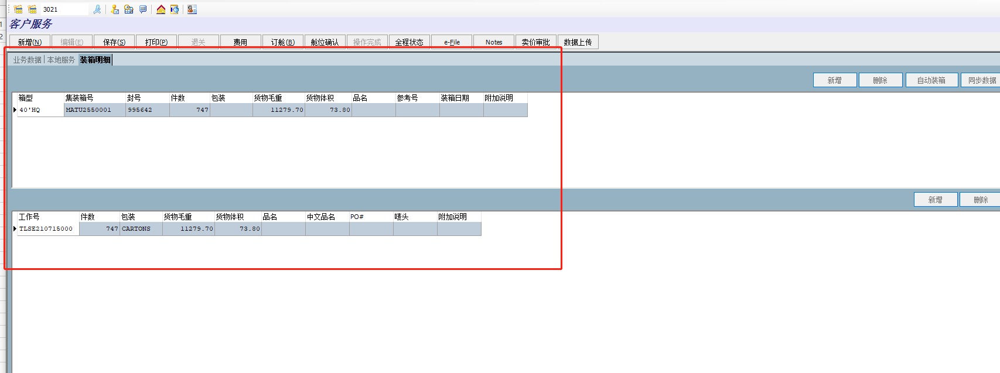 3021
1
客户服务
2
新增(N) 编辑(E) 保存(S) 打印(P) 退关 费用 订舱(B) 舱位确认 操作完成 全程状态 e-File Notes 卖价审批 数据上传
业务数据 本地服务 装箱明细
新增 删除 自动装箱 同步数据
箱型 集装箱号 封号 件数 包装 货物毛重 货物体积 品名 参考号 装箱日期 附加说明
40'HQ MATU2550001 995642 747 11279.70 73.80
新增 删除
工作号 件数 包装 货物毛重 货物体积 品名 中文品名 PO# 唛头 附加说明
TLSE210715000 747 CARTONS 11279.70 73.80